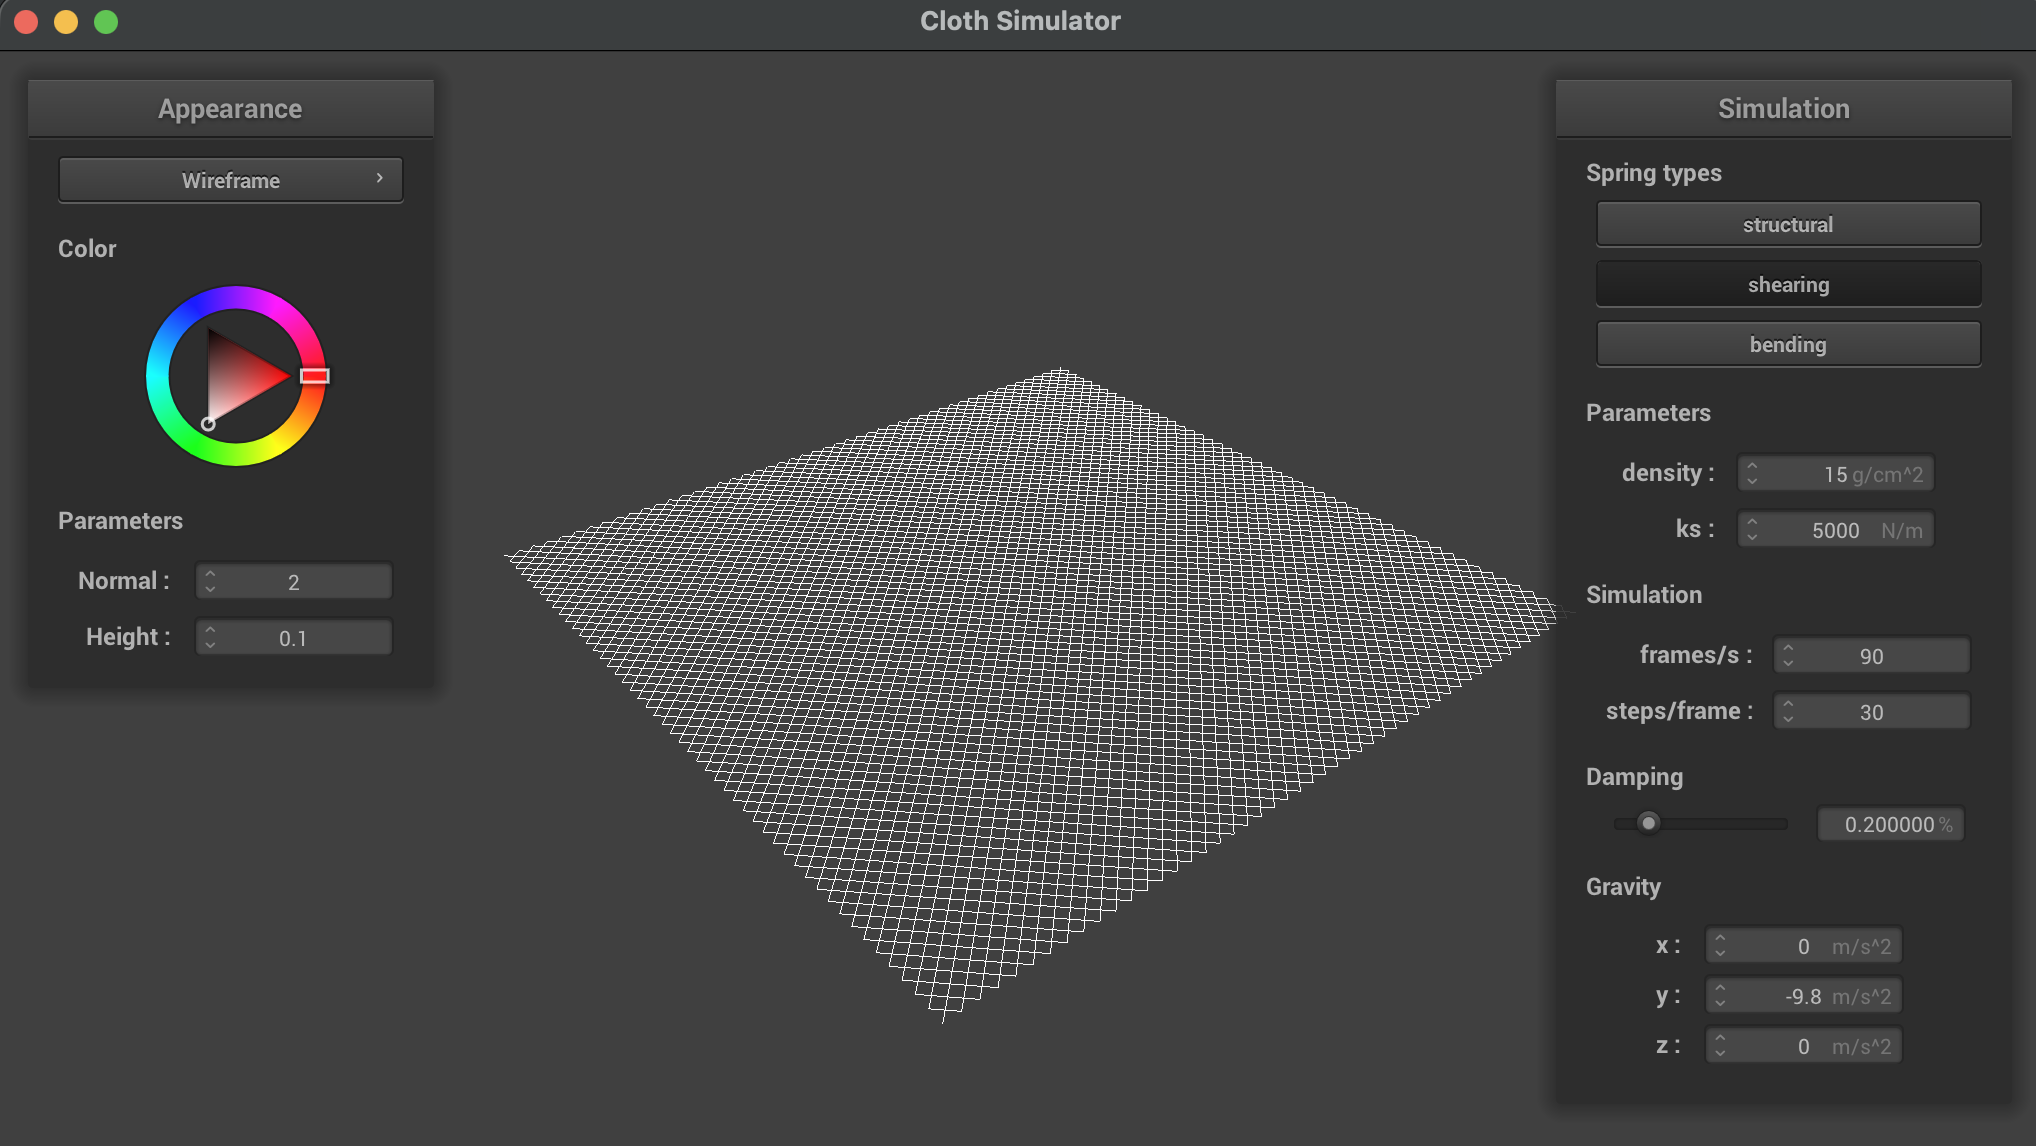 Cloth Simulator
Appearance
Wireframe
Color
Parameters
Normal : 2
Height : 0.1
Simulation
Spring types
structural
shearing
bending
Parameters
density : 15 g/cm^2
ks : 5000 N/m
Simulation
frames/s : 90
steps/frame : 30
Damping
0.200000 %
Gravity
x : 0 m/s^2
y : -9.8 m/s^2
z : 0 m/s^2